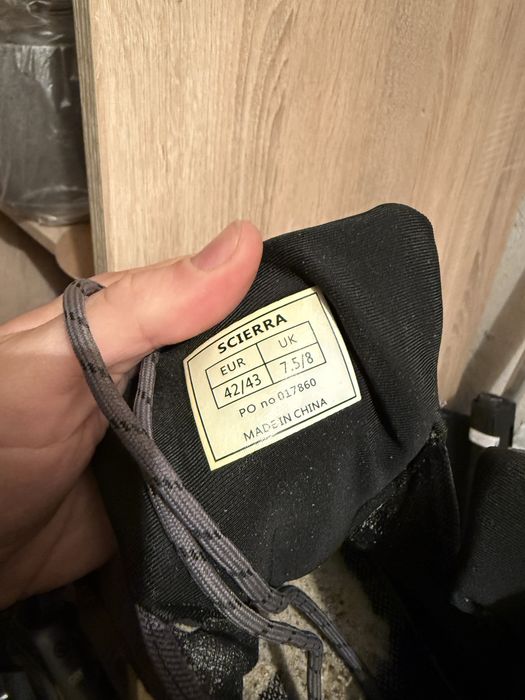 SCIERRA
EUR UK
42/43 7.5/8
PO no 017860
MADE IN CHINA